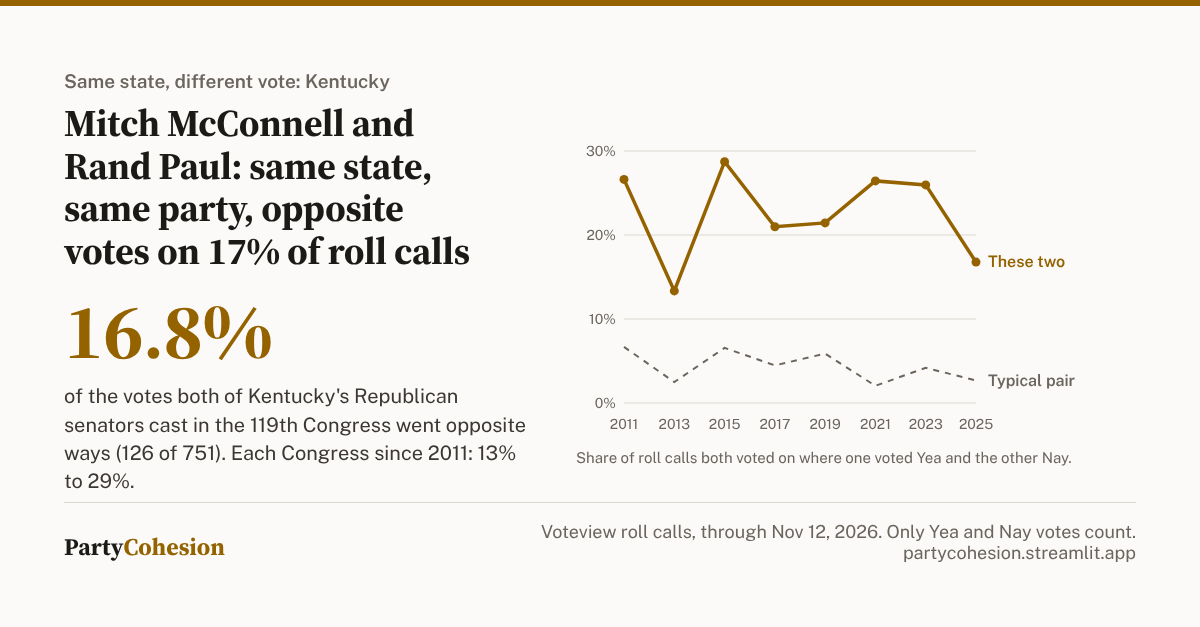 Same state, different vote: Kentucky
Mitch McConnell and
Rand Paul: same state,
same party, opposite
votes on 17% of roll calls
16.8%
of the votes both of Kentucky's Republican
senators cast in the 119th Congress went opposite
ways (126 of 751). Each Congress since 2011: 13%
to 29%.
30%
20%
10%
0%
These two
Typical pair
2011 2013 2015 2017 2019 2021 2023 2025
Share of roll calls both voted on where one voted Yea and the other Nay.
PartyCohesion
Voteview roll calls, through Nov 12, 2026. Only Yea and Nay votes count.
partycohesion.streamlit.app